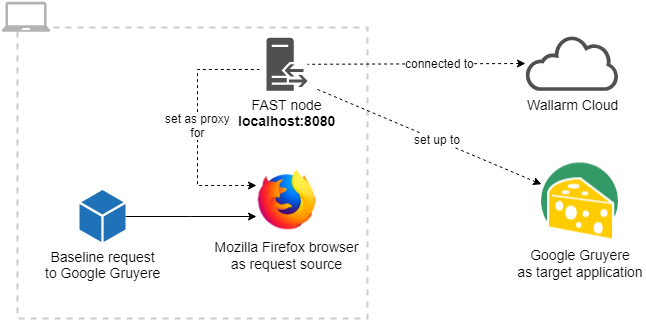 connected to
FAST node
localhost:8080
Wallarm Cloud
set as proxy
for
set up to
Baseline request
to Google Gruyere
Mozilla Firefox browser
as request source
Google Gruyere
as target application